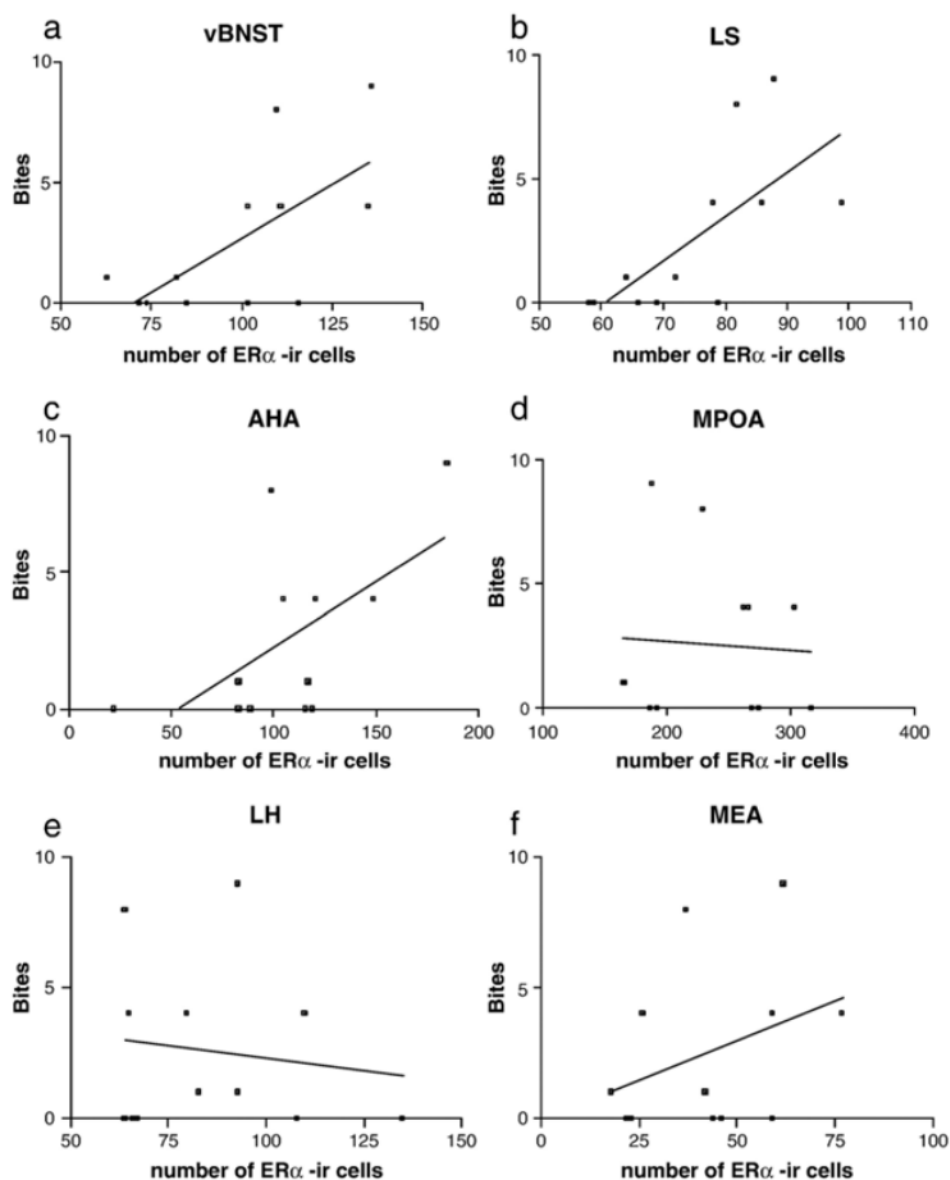 a
vBNST
10
5
0
Bites
50 75 100 125 150
number of ERα -ir cells
b
LS
10
5
0
Bites
50 60 70 80 90 100 110
number of ERα -ir cells
c
AHA
10
5
0
Bites
0 50 100 150 200
number of ERα -ir cells
d
MPOA
10
5
0
Bites
100 200 300 400
number of ERα -ir cells
e
LH
10
5
0
Bites
50 75 100 125 150
number of ERα -ir cells
f
MEA
10
5
0
Bites
0 25 50 75 100
number of ERα -ir cells